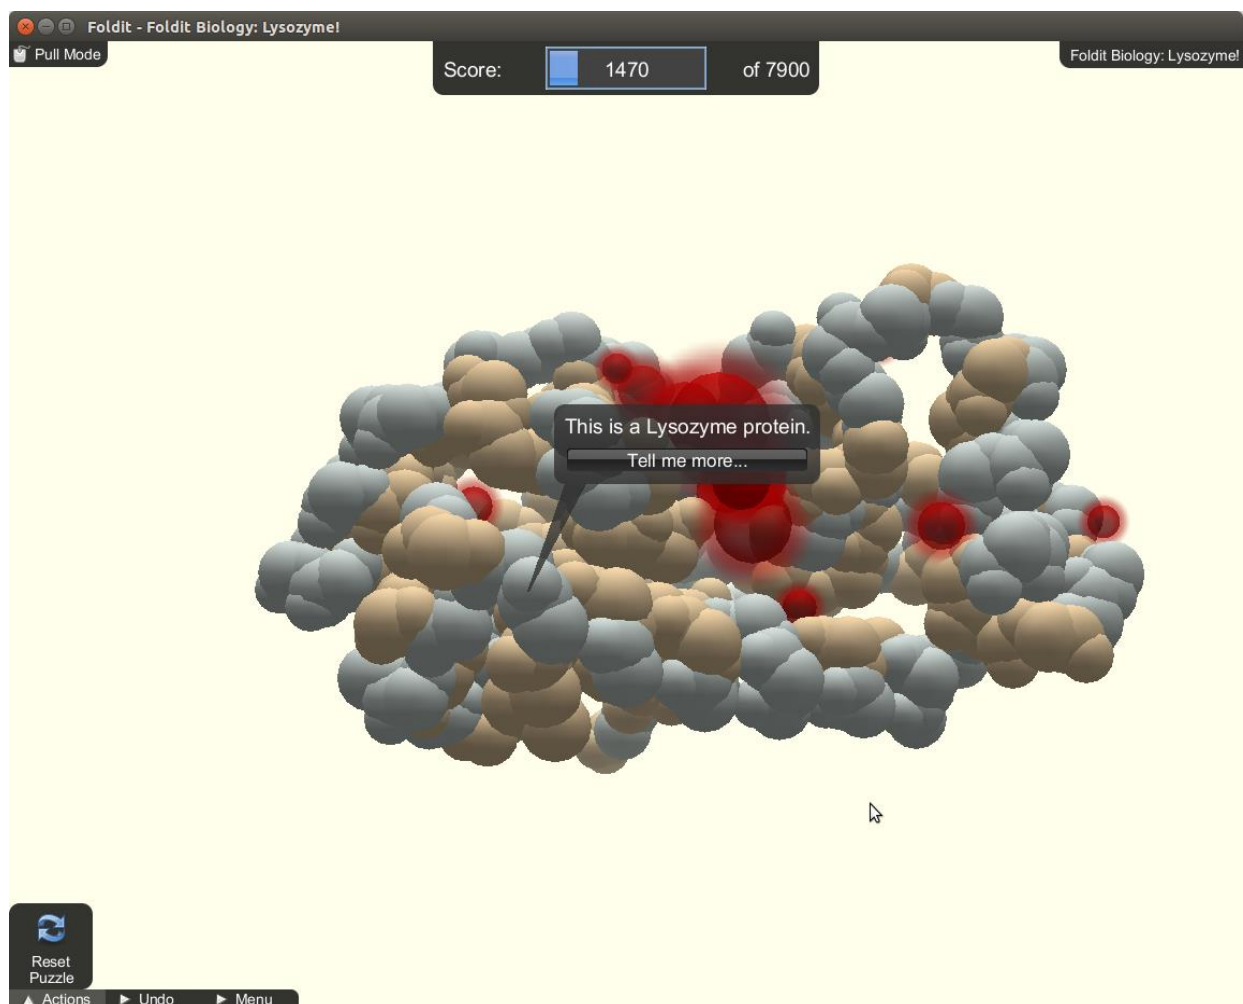 Foldit - Foldit Biology: Lysozyme!
Pull Mode
Score: 1470 of 7900
Foldit Biology: Lysozyme!
This is a Lysozyme protein.
Tell me more...
Reset
Puzzle
Actions Undo Menu